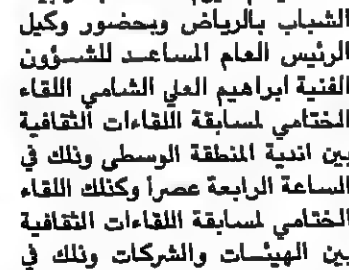 الشباب بالرياض وبحضور وكيل
الرئيس العام المساعد للشؤون
الفنية ابراهيم العلي الشامي اللقاء
الختامي لمسابقة اللقاءات الثقافية
بين اندية المنطقة الوسطى وذلك في
الساعة الرابعة عصراً وكذلك اللقاء
الختامي لمسابقة اللقاءات الثقافية
بين الهيئات والشركات وذلك في